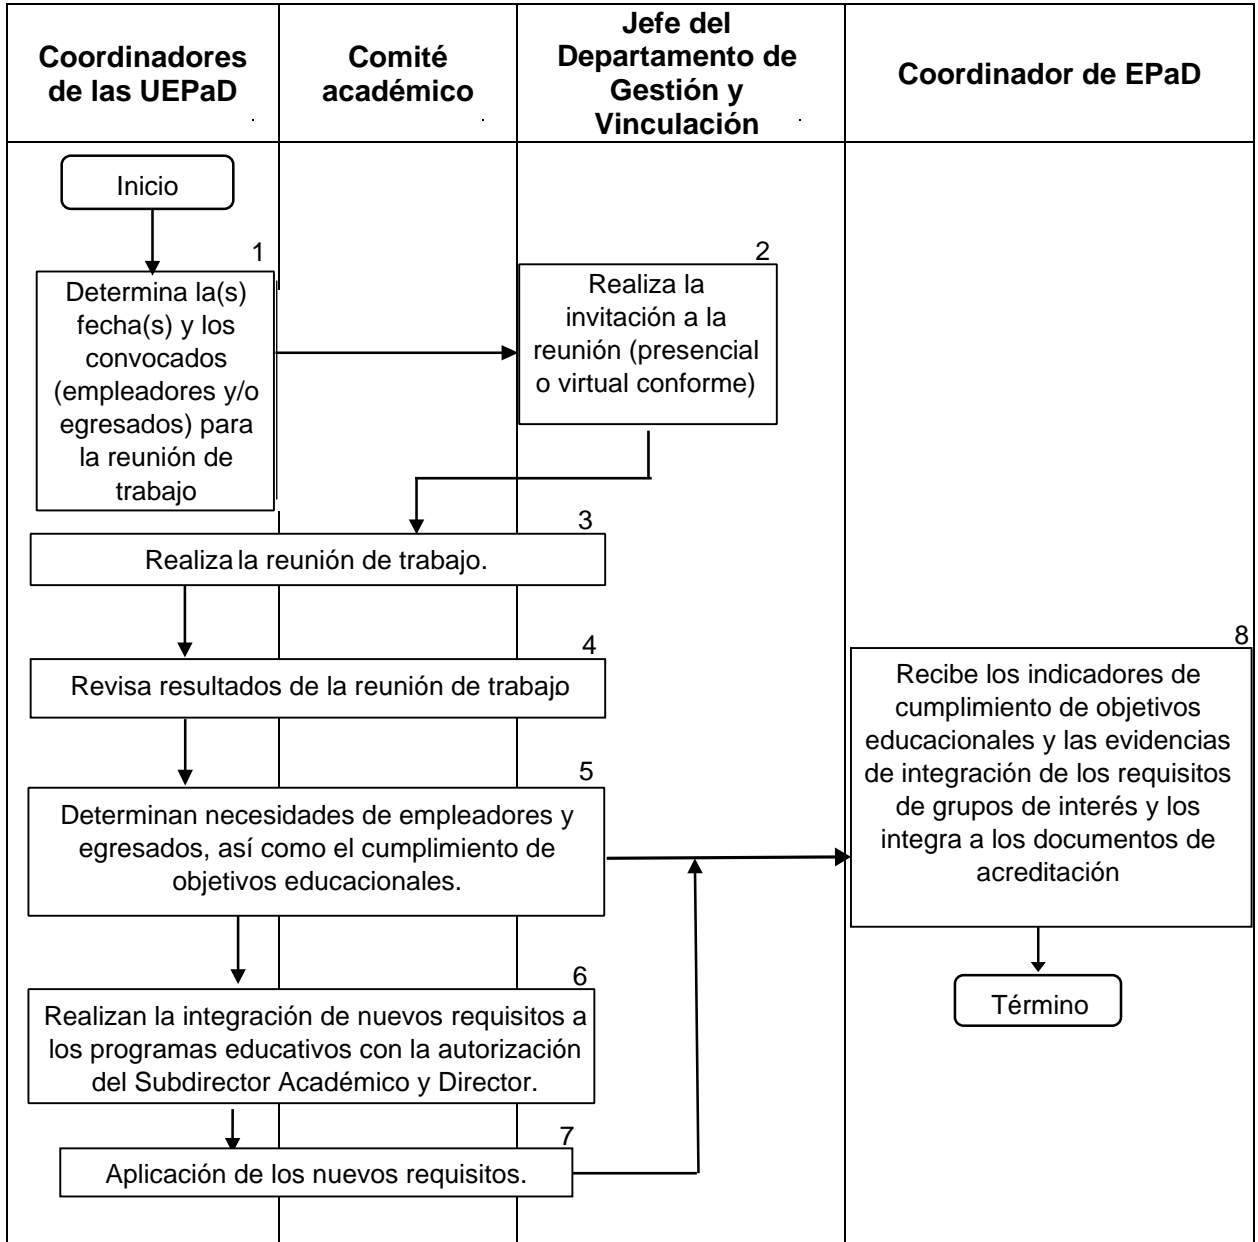 Coordinadores
de las UEPaD
Comité
académico
Jefe del
Departamento de
Gestión y
Vinculación
Coordinador de EPaD
Inicio
1
Determina la(s)
fecha(s) y los
convocados
(empleadores y/o
egresados) para
la reunión de
trabajo
2
Realiza la
invitación a la
reunión (presencial
o virtual conforme)
3
Realiza la reunión de trabajo.
4
Revisa resultados de la reunión de trabajo
5
Determinan necesidades de empleadores y
egresados, así como el cumplimiento de
objetivos educacionales.
6
Realizan la integración de nuevos requisitos a
los programas educativos con la autorización
del Subdirector Académico y Director.
7
Aplicación de los nuevos requisitos.
8
Recibe los indicadores de
cumplimiento de objetivos
educacionales y las evidencias
de integración de los requisitos
de grupos de interés y los
integra a los documentos de
acreditación
Término